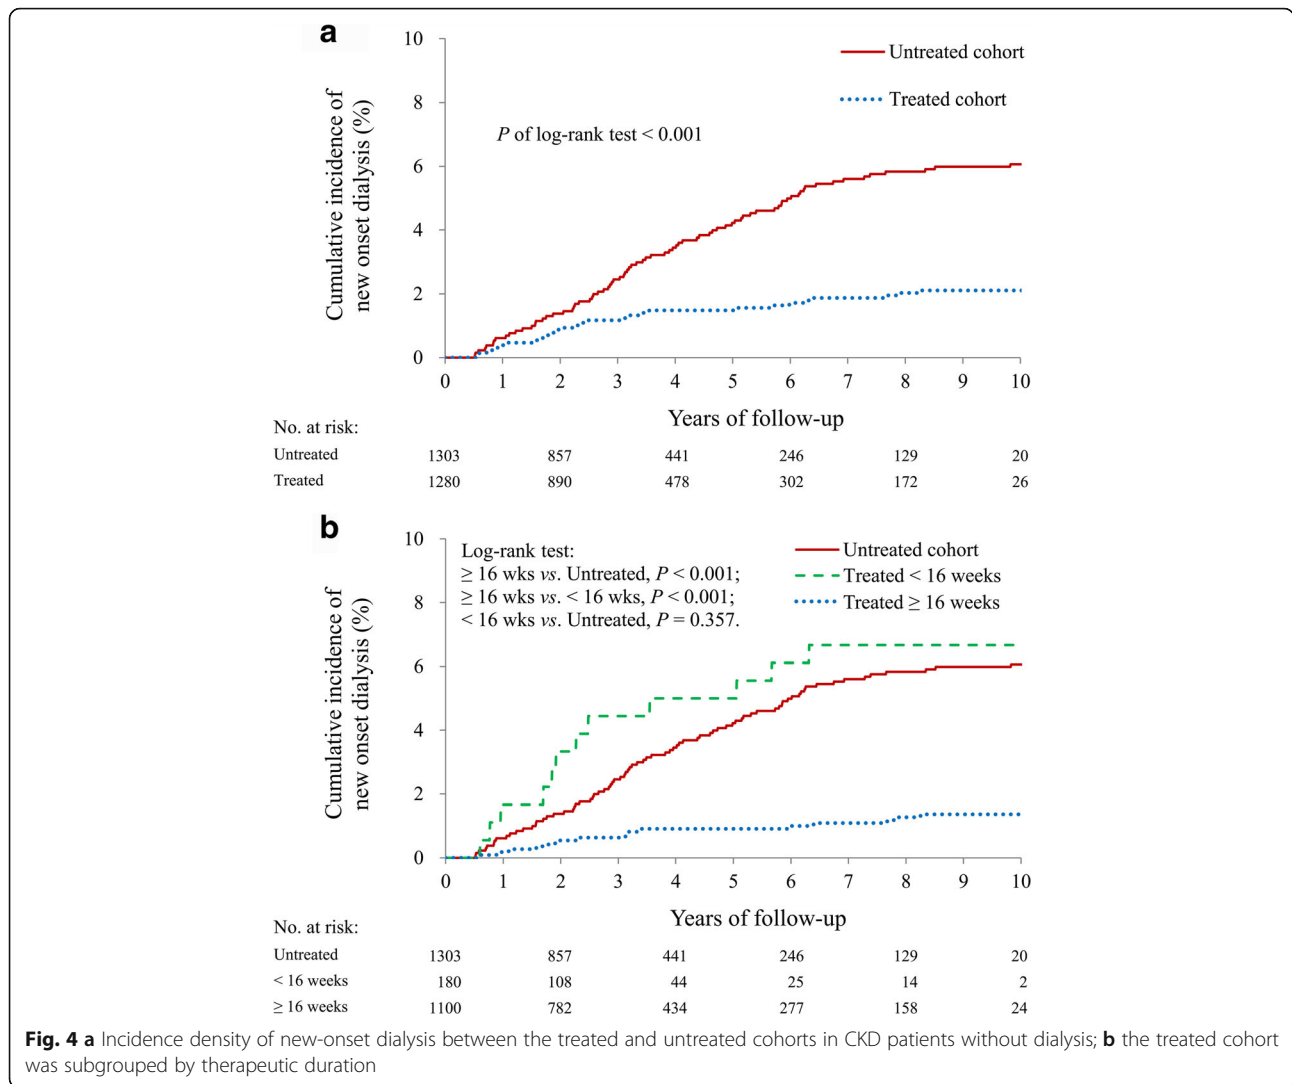 a
10
8
6
4
2
0
Cumulative incidence of
new onset dialysis (%)
Untreated cohort
Treated cohort
P of log-rank test < 0.001
0 1 2 3 4 5 6 7 8 9 10
Years of follow-up
No. at risk:
Untreated 1303 857 441 246 129 20
Treated 1280 890 478 302 172 26
b
10
8
6
4
2
0
Cumulative incidence of
new onset dialysis (%)
Log-rank test:
≥ 16 wks vs. Untreated, P < 0.001;
≥ 16 wks vs. < 16 wks, P < 0.001;
< 16 wks vs. Untreated, P = 0.357.
Untreated cohort
Treated < 16 weeks
Treated ≥ 16 weeks
0 1 2 3 4 5 6 7 8 9 10
Years of follow-up
No. at risk:
Untreated 1303 857 441 246 129 20
< 16 weeks 180 108 44 25 14 2
≥ 16 weeks 1100 782 434 277 158 24
Fig. 4 a Incidence density of new-onset dialysis between the treated and untreated cohorts in CKD patients without dialysis; b the treated cohort
was subgrouped by therapeutic duration